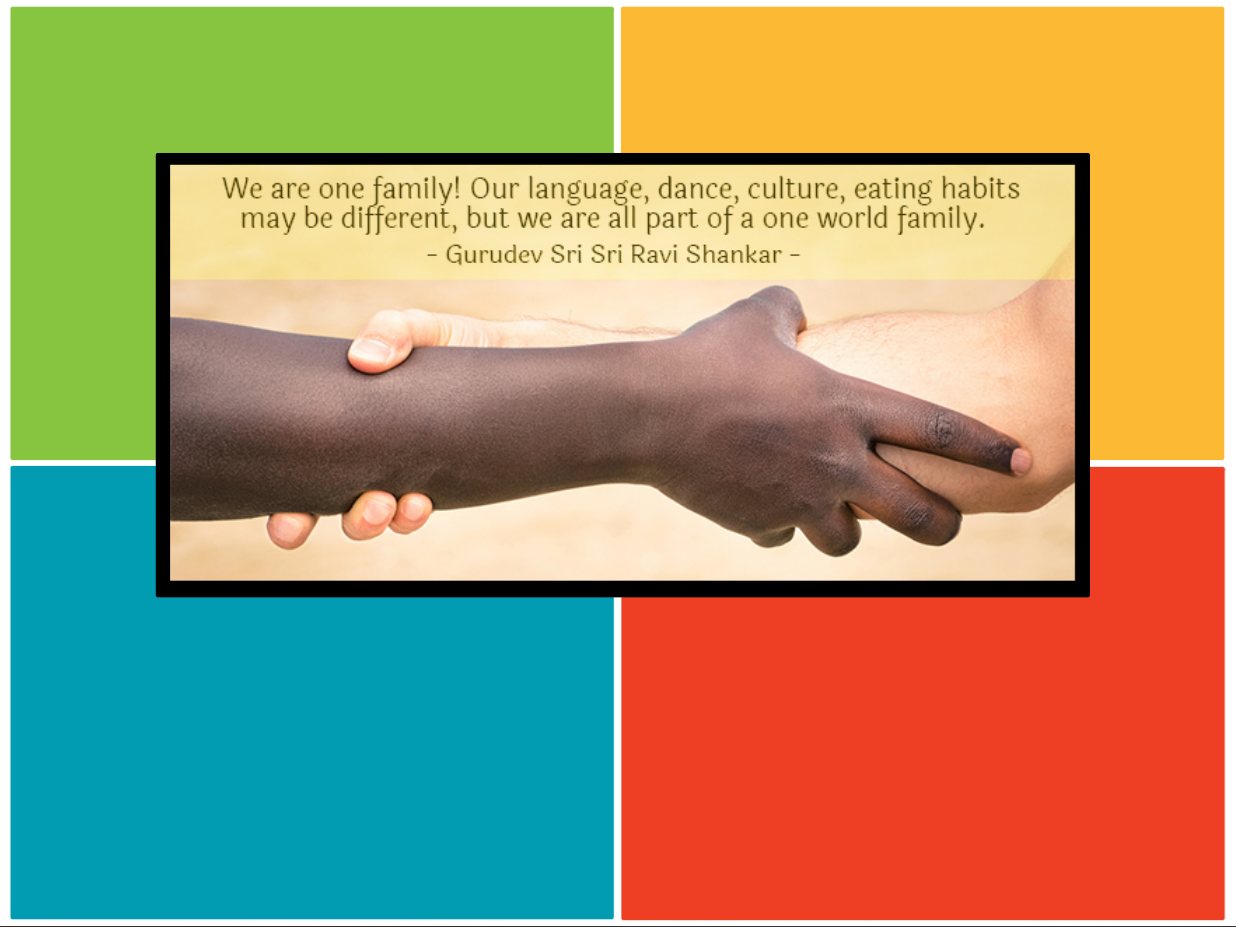 We are one family! Our language, dance, culture, eating habits
may be different, but we are all part of a one world family.
- Gurudev Sri Sri Ravi Shankar -